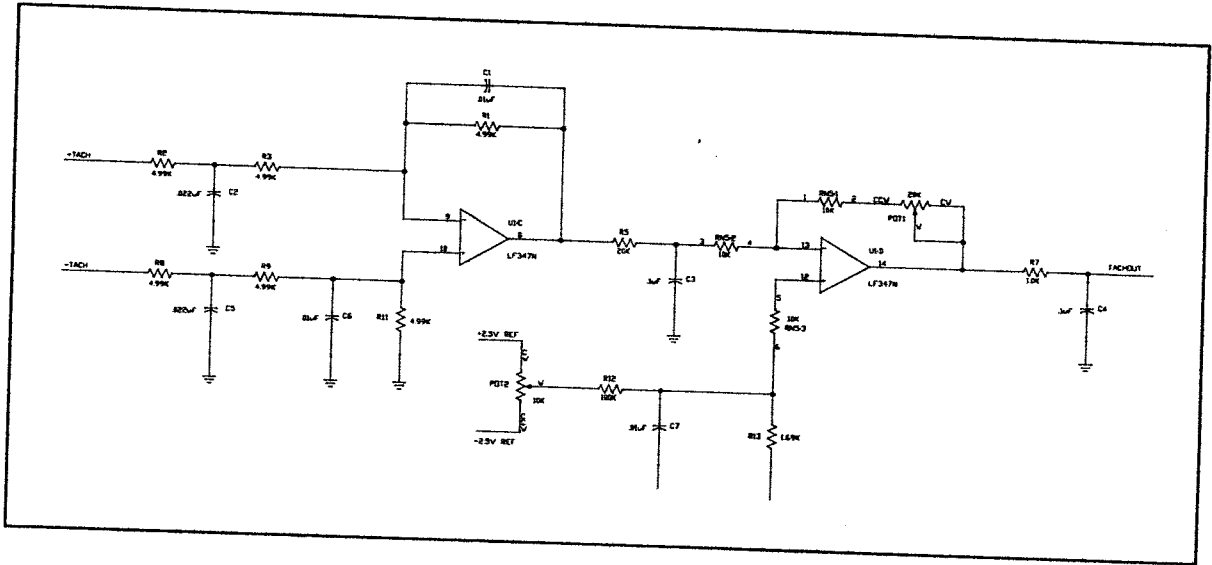 C1
.01uF
R1
4.99K
+TACH
R2
4.99K
R3
4.99K
.022uF
C2
9
10
U1-C
8
LF347N
-TACH
R8
4.99K
R9
4.99K
.022uF
C5
.01uF
C6
R11
4.99K
R5
20K
.1uF
C3
3
RN5-2
4
10K
1
RN5-1
2
10K
CCW
20K
POT1
CW
W
13
12
U1-D
14
LF347N
5
10K
RN5-3
6
R7
10K
TACHOUT
.1uF
C4
+2.5V REF
POT2
W
10K
-2.5V REF
R12
100K
.01uF
C7
R13
1.69K